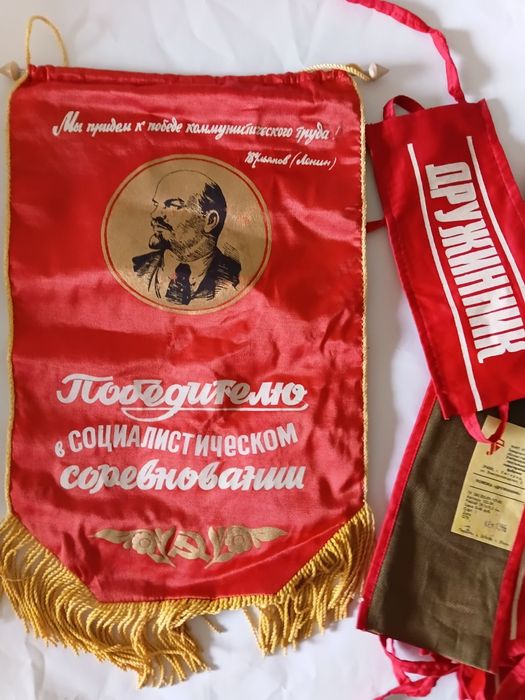 Мы придем к победе коммунистического труда!
В.Ульянов (Ленин)
Победителю
в социалистическом
соревновании
ДРУЖИННИК